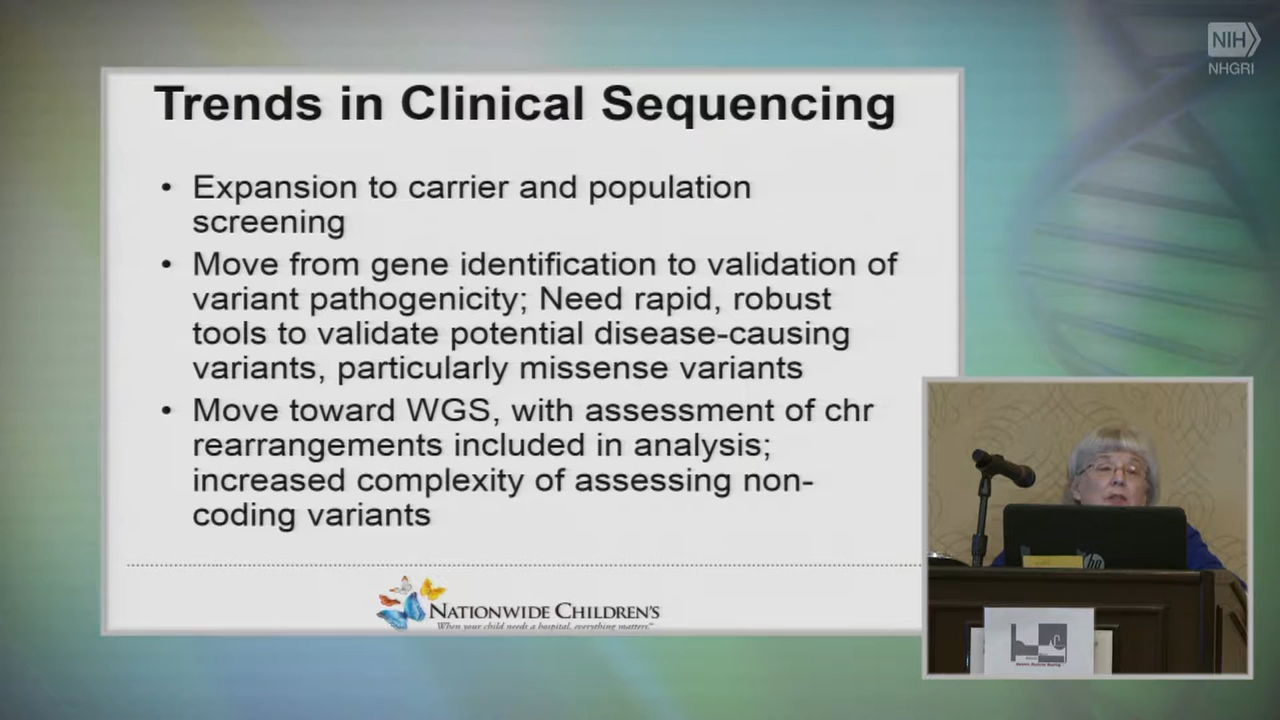 NIH
NHGRI
Trends in Clinical Sequencing
• Expansion to carrier and population
screening
• Move from gene identification to validation of
variant pathogenicity; Need rapid, robust
tools to validate potential disease-causing
variants, particularly missense variants
• Move toward WGS, with assessment of chr
rearrangements included in analysis;
increased complexity of assessing non-
coding variants
NATIONWIDE CHILDREN'S
When your child needs a hospital, everything matters.
hp